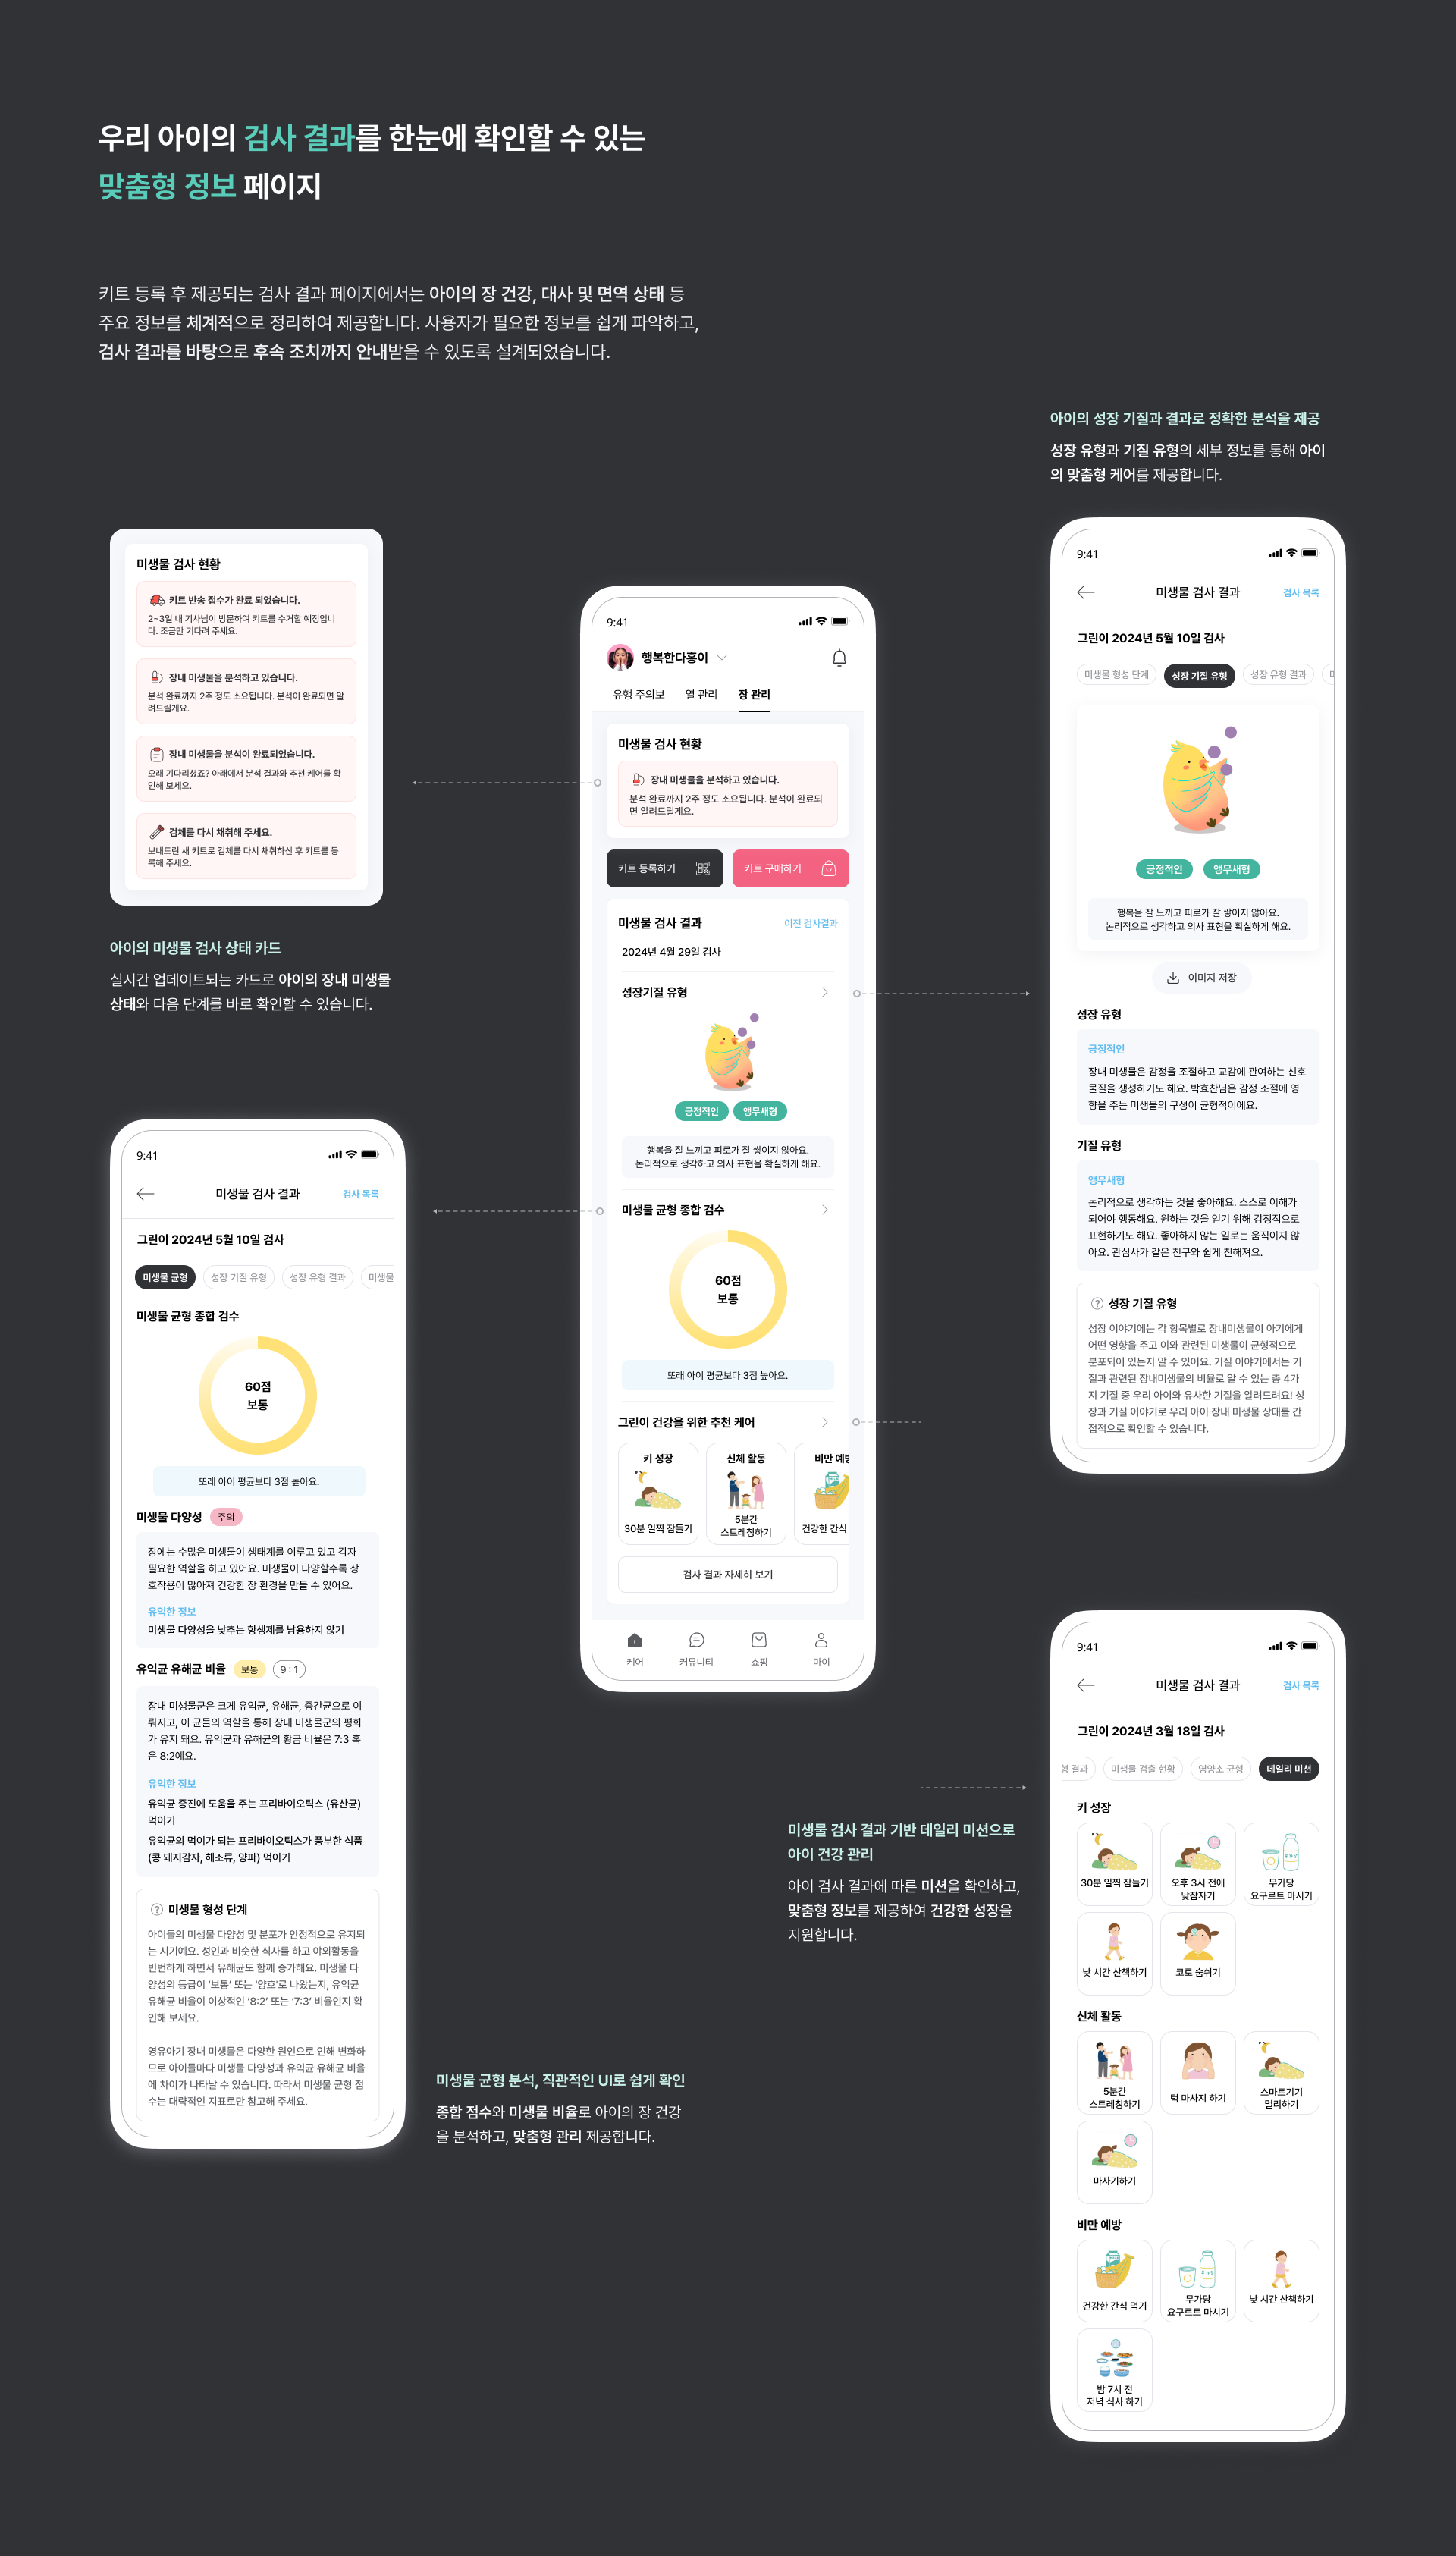 우리 아이의 검사 결과를 한눈에 확인할 수 있는
맞춤형 정보 페이지
키트 등록 후 제공되는 검사 결과 페이지에서는 아이의 장 건강, 대사 및 면역 상태 등
주요 정보를 체계적으로 정리하여 제공합니다. 사용자가 필요한 정보를 쉽게 파악하고,
검사 결과를 바탕으로 후속 조치까지 안내받을 수 있도록 설계되었습니다.
미생물 검사 현황
키트 반송 접수가 완료 되었습니다.
2~3일 내 기사님이 방문하여 키트를 수거할 예정입니
다. 조금만 기다려 주세요.
장내 미생물을 분석하고 있습니다.
분석 완료까지 2주 정도 소요됩니다. 분석이 완료되면 알
려드릴게요.
장내 미생물을 분석이 완료되었습니다.
오래 기다리셨죠? 아래에서 분석 결과와 추천 케어를 확
인해 보세요.
검체를 다시 채취해 주세요.
보내드린 새 키트로 검체를 다시 채취하신 후 키트를 등
록해 주세요.
아이의 미생물 검사 상태 카드
실시간 업데이트되는 카드로 아이의 장내 미생물
상태와 다음 단계를 바로 확인할 수 있습니다.
9:41
미생물 검사 결과
검사 목록
그린이 2024년 5월 10일 검사
미생물 균형
성장 기질 유형
성장 유형 결과
미생물
미생물 균형 종합 검수
60점
보통
또래 아이 평균보다 3점 높아요.
미생물 다양성 주의
장에는 수많은 미생물이 생태계를 이루고 있고 각자
필요한 역할을 하고 있어요. 미생물이 다양할수록 상
호작용이 많아져 건강한 장 환경을 만들 수 있어요.
유익한 정보
미생물 다양성을 낮추는 항생제를 남용하지 않기
유익균 유해균 비율 보통 9 : 1
장내 미생물군은 크게 유익균, 유해균, 중간균으로 이
뤄지고, 이 균들의 역할을 통해 장내 미생물군의 평화
가 유지 돼요. 유익균과 유해균의 황금 비율은 7:3 혹
은 8:2예요.
유익한 정보
유익균 증진에 도움을 주는 프리바이오틱스 (유산균)
먹이기
유익균의 먹이가 되는 프리바이오틱스가 풍부한 식품
(콩 돼지감자, 해조류, 양파) 먹이기
? 미생물 형성 단계
아이들의 미생물 다양성 및 분포가 안정적으로 유지되
는 시기예요. 성인과 비슷한 식사를 하고 야외활동을
빈번하게 하면서 유해균도 함께 증가해요. 미생물 다
양성의 등급이 ‘보통’ 또는 ‘양호’로 나왔는지, 유익균
유해균 비율이 이상적인 ‘8:2’ 또는 ‘7:3’ 비율인지 확
인해 보세요.
영유아기 장내 미생물은 다양한 원인으로 인해 변화하
므로 아이들마다 미생물 다양성과 유익균 유해균 비율
에 차이가 나타날 수 있습니다. 따라서 미생물 균형 점
수는 대략적인 지표로만 참고해 주세요.
미생물 균형 분석, 직관적인 UI로 쉽게 확인
종합 점수와 미생물 비율로 아이의 장 건강
을 분석하고, 맞춤형 관리 제공합니다.
9:41
행복한다홍이
유행 주의보
열 관리
장 관리
미생물 검사 현황
장내 미생물을 분석하고 있습니다.
분석 완료까지 2주 정도 소요됩니다. 분석이 완료되
면 알려드릴게요.
키트 등록하기
키트 구매하기
미생물 검사 결과
이전 검사결과
2024년 4월 29일 검사
성장기질 유형
긍정적인
앵무새형
행복을 잘 느끼고 피로가 잘 쌓이지 않아요.
논리적으로 생각하고 의사 표현을 확실하게 해요.
미생물 균형 종합 검수
60점
보통
또래 아이 평균보다 3점 높아요.
그린이 건강을 위한 추천 케어
키 성장
30분 일찍 잠들기
신체 활동
5분간
스트레칭하기
비만 예방
건강한 간식
검사 결과 자세히 보기
케어
커뮤니티
쇼핑
마이
아이의 성장 기질과 결과로 정확한 분석을 제공
성장 유형과 기질 유형의 세부 정보를 통해 아이
의 맞춤형 케어를 제공합니다.
9:41
미생물 검사 결과
검사 목록
그린이 2024년 5월 10일 검사
미생물 형성 단계
성장 기질 유형
성장 유형 결과
긍정적인
앵무새형
행복을 잘 느끼고 피로가 잘 쌓이지 않아요.
논리적으로 생각하고 의사 표현을 확실하게 해요.
이미지 저장
성장 유형
긍정적인
장내 미생물은 감정을 조절하고 교감에 관여하는 신호
물질을 생성하기도 해요. 박효찬님은 감정 조절에 영
향을 주는 미생물의 구성이 균형적이에요.
기질 유형
앵무새형
논리적으로 생각하는 것을 좋아해요. 스스로 이해가
되어야 행동해요. 원하는 것을 얻기 위해 감정적으로
표현하기도 해요. 좋아하지 않는 일로는 움직이지 않
아요. 관심사가 같은 친구와 쉽게 친해져요.
? 성장 기질 유형
성장 이야기에는 각 항목별로 장내미생물이 아기에게
어떤 영향을 주고 이와 관련된 미생물이 균형적으로
분포되어 있는지 알 수 있어요. 기질 이야기에서는 기
질과 관련된 장내미생물의 비율로 알 수 있는 총 4가
지 기질 중 우리 아이와 유사한 기질을 알려드려요! 성
장과 기질 이야기로 우리 아이 장내 미생물 상태를 간
접적으로 확인할 수 있습니다.
미생물 검사 결과 기반 데일리 미션으로
아이 건강 관리
아이 검사 결과에 따른 미션을 확인하고,
맞춤형 정보를 제공하여 건강한 성장을
지원합니다.
9:41
미생물 검사 결과
검사 목록
그린이 2024년 3월 18일 검사
형 결과
미생물 검출 현황
영양소 균형
데일리 미션
키 성장
30분 일찍 잠들기
오후 3시 전에
낮잠자기
무가당
요구르트 마시기
낮 시간 산책하기
코로 숨쉬기
신체 활동
5분간
스트레칭하기
턱 마사지 하기
스마트기기
멀리하기
마사기하기
비만 예방
건강한 간식 먹기
무가당
요구르트 마시기
낮 시간 산책하기
밤 7시 전
저녁 식사 하기